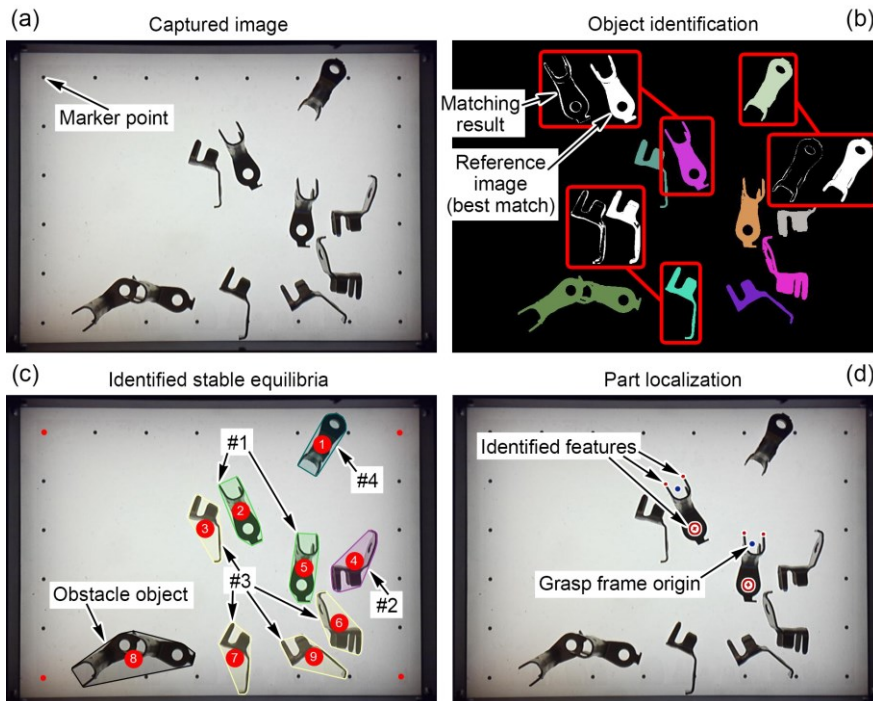 (a)
Captured image
Marker point
Object identification
(b)
Matching
result
Reference
image
(best match)
(c)
Identified stable equilibria
#1
1
#4
2
3
5
4
#3
#2
Obstacle object
6
8
7
9
Part localization
(d)
Identified features
Grasp frame origin